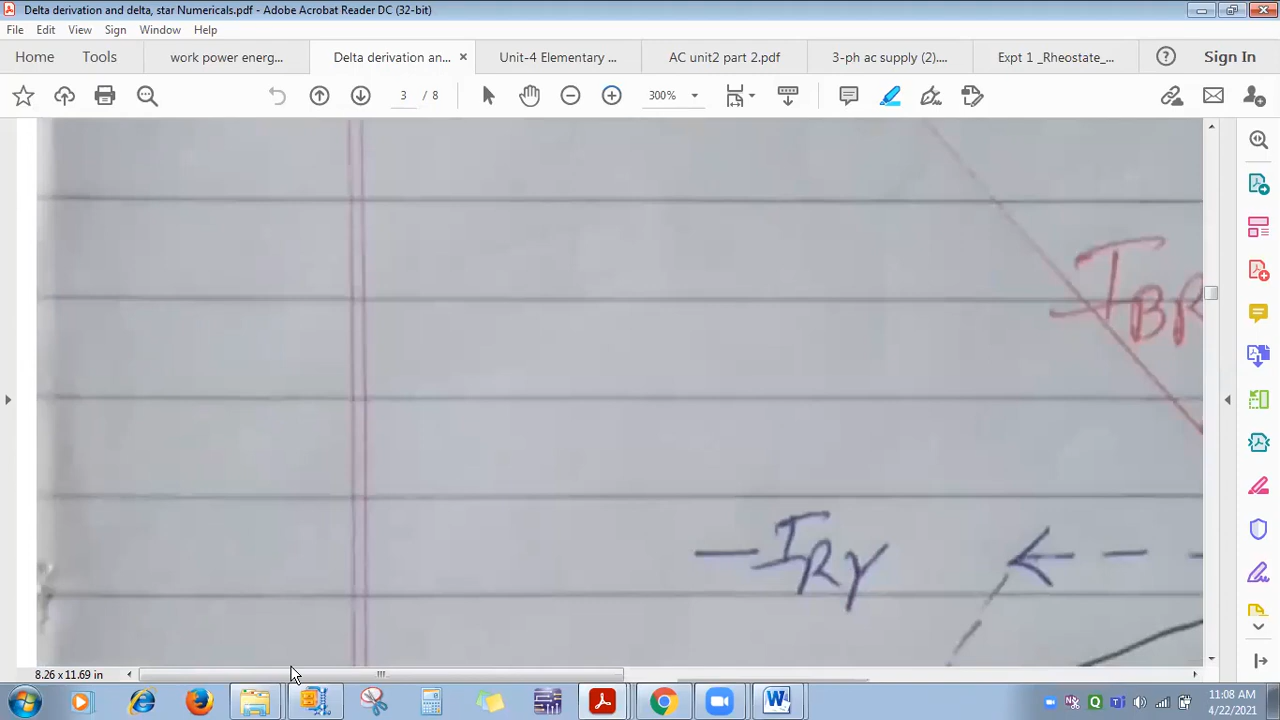 Delta derivation and delta, star Numericals.pdf - Adobe Acrobat Reader DC (32-bit)
File Edit View Sign Window Help
Home Tools work power energ... Delta derivation an... Unit-4 Elementary ... AC unit2 part 2.pdf 3-ph ac supply (2).... Expt 1 _Rheostate_... Sign In
3 / 8 300%
I BR
- I RY
8.26 x 11.69 in
11:08 AM
4/22/2021